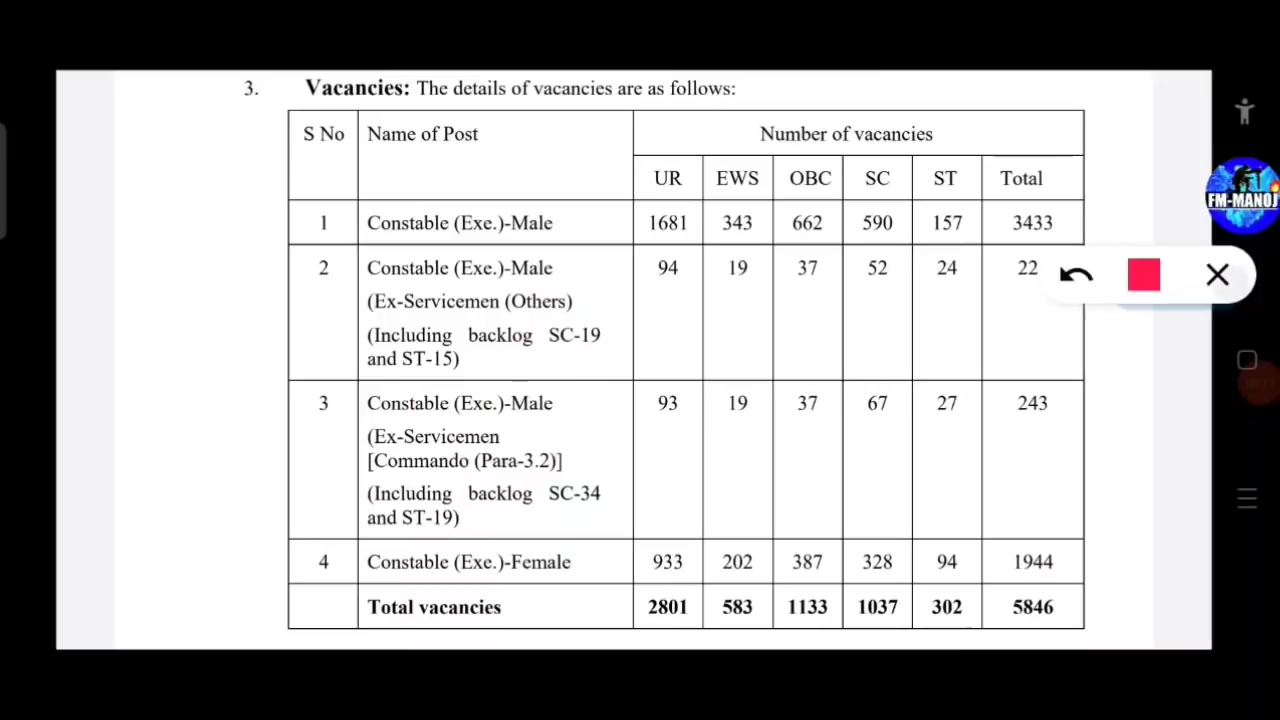 3. Vacancies: The details of vacancies are as follows:
S No Name of Post Number of vacancies
UR EWS OBC SC ST Total
1 Constable (Exe.)-Male 1681 343 662 590 157 3433
2 Constable (Exe.)-Male 94 19 37 52 24 22
(Ex-Servicemen (Others)
(Including backlog SC-19
and ST-15)
3 Constable (Exe.)-Male 93 19 37 67 27 243
(Ex-Servicemen
[Commando (Para-3.2)]
(Including backlog SC-34
and ST-19)
4 Constable (Exe.)-Female 933 202 387 328 94 1944
Total vacancies 2801 583 1133 1037 302 5846
FM-MANOJ